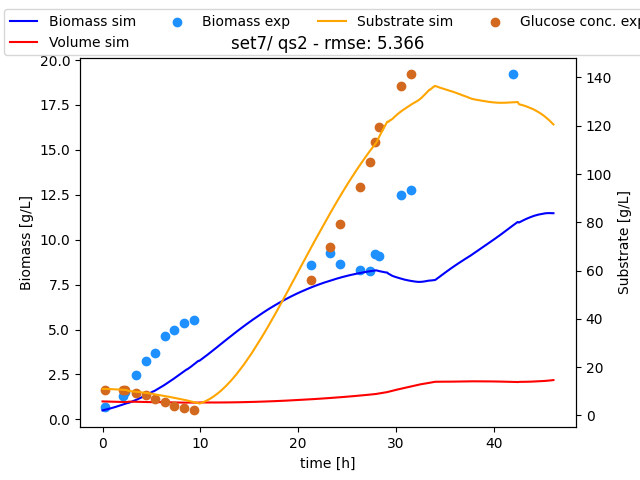 Biomass sim Biomass exp Substrate sim Glucose conc. exp
Volume sim
set7/ qs2 - rmse: 5.366
20.0
17.5
15.0
12.5
10.0
7.5
5.0
2.5
0.0
Biomass [g/L]
140
120
100
80
60
40
20
0
Substrate [g/L]
0 10 20 30 40
time [h]